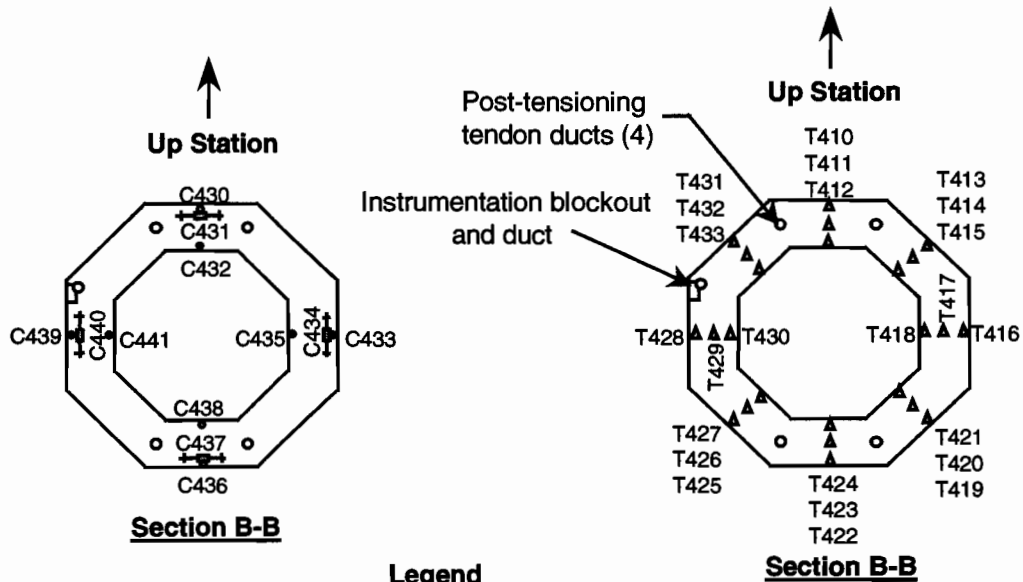 Up Station
C430
C431
C432
C439
C440
C441
C435
C434
C433
C438
C437
C436
Section B-B
Up Station
Post-tensioning
tendon ducts (4)
Instrumentation blockout
and duct
T410
T411
T412
T431
T432
T433
T413
T414
T415
T417
T428
T429
T430
T418
T416
T427
T426
T425
T424
T423
T422
T421
T420
T419
Section B-B
Legend